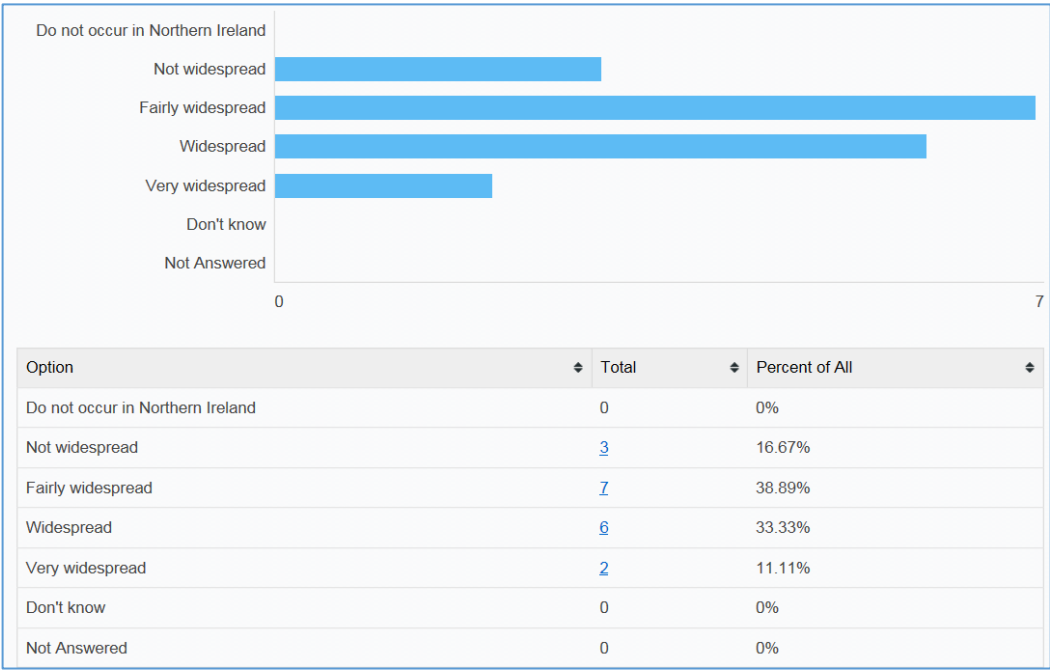 Do not occur in Northern Ireland
Not widespread
Fairly widespread
Widespread
Very widespread
Don't know
Not Answered
0 7
Option Total Percent of All
Do not occur in Northern Ireland 0 0%
Not widespread 3 16.67%
Fairly widespread 7 38.89%
Widespread 6 33.33%
Very widespread 2 11.11%
Don't know 0 0%
Not Answered 0 0%